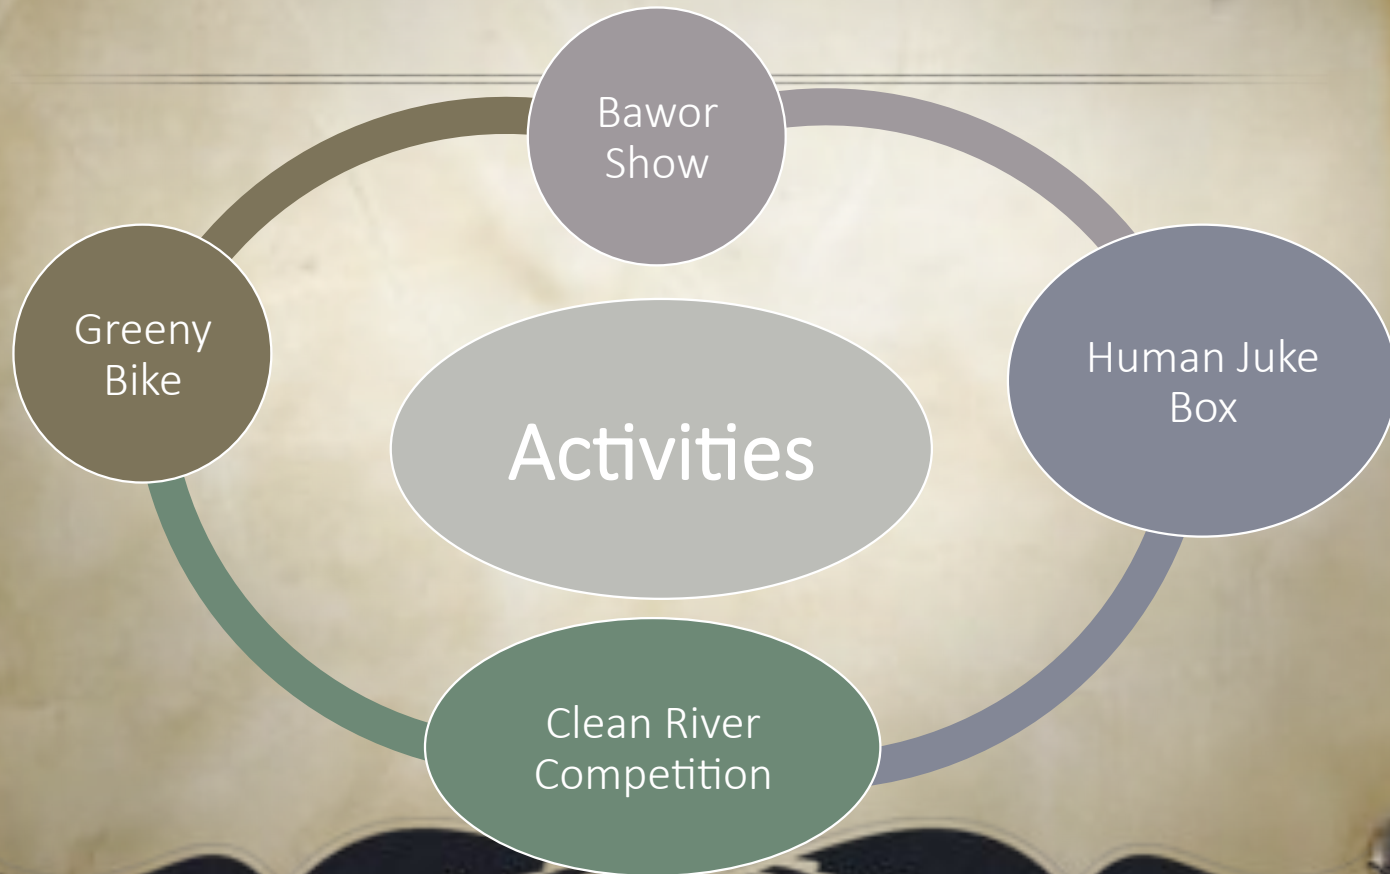 Bawor
Show
Greeny
Bike
Human Juke
Box
Activities
Clean River
Competition